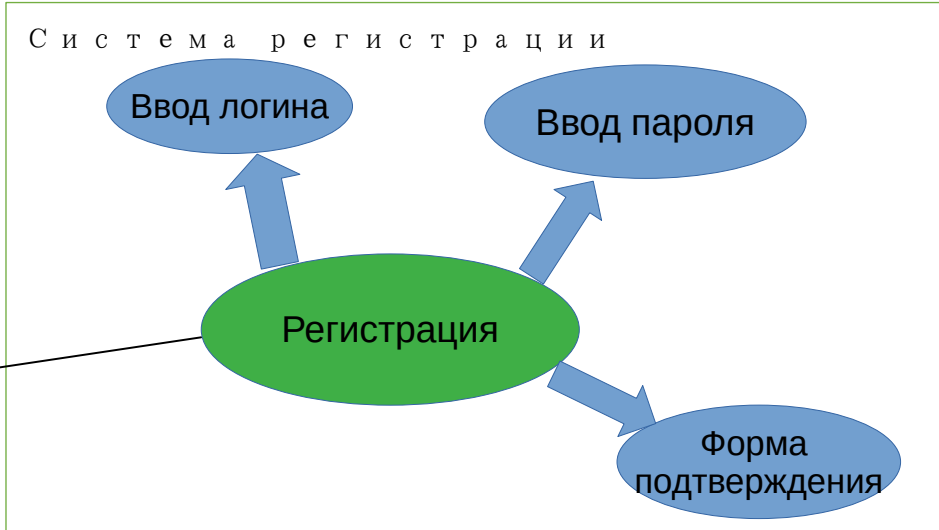 Система регистрации
Ввод логина
Ввод пароля
Регистрация
Форма
подтверждения